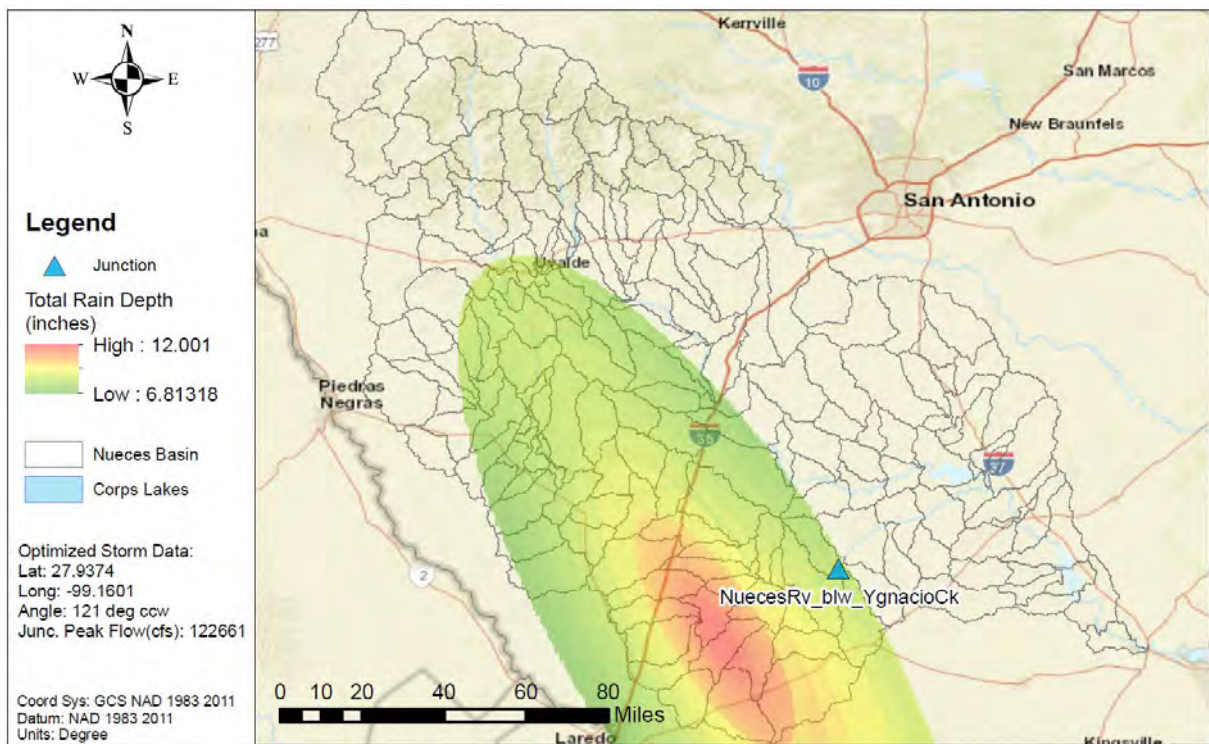 N
W E
S
Legend
Junction
Total Rain Depth
(inches)
High : 12.001
Low : 6.81318
Nueces Basin
Corps Lakes
Optimized Storm Data:
Lat: 27.9374
Long: -99.1601
Angle: 121 deg ccw
Junc. Peak Flow(cfs): 122661
Coord Sys: GCS NAD 1983 2011
Datum: NAD 1983 2011
Units: Degree
277
Kerrville
10
San Marcos
New Braunfels
San Antonio
na
Uvalde
Piedras
Negras
35
37
2
NuecesRv_blw_YgnacioCk
0 10 20 40 60 80
Miles
Laredo
Kingsville